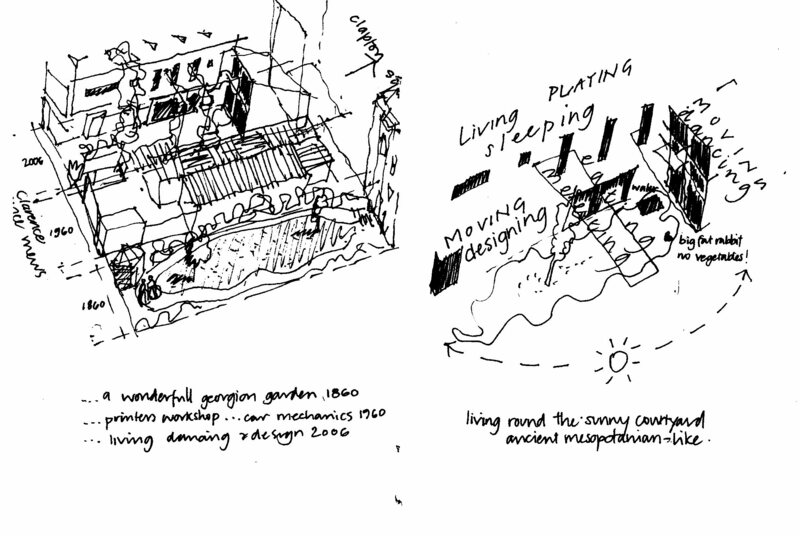 clapton
2006
clarence
mews
1960
1860
... a wonderfull georgian garden 1860
... printers workshop ... car mechanics 1960
... living dancing & design 2006
PLAYING
Living
sleeping
MOVING
designing
water
big fat rabbit
no vegetables!
living round the sunny courtyard
ancient mesopotanian-like.